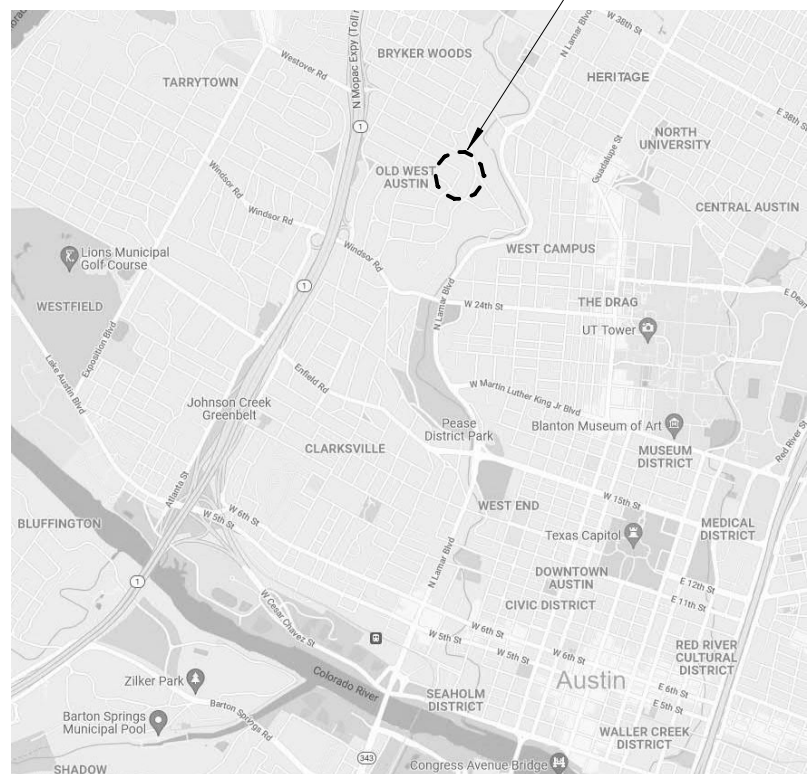 N Lamar Blvd
W 38th St
BRYKER WOODS
Westover Rd
N Mopac Expy (Toll r
TARRYTOWN
HERITAGE
E 38th St
1
NORTH
UNIVERSITY
Guadalupe St
OLD WEST
AUSTIN
Windsor Rd
Windsor Rd
Windsor Rd
CENTRAL AUSTIN
WEST CAMPUS
Lions Municipal
Golf Course
1
N Lamar Blvd
W 24th St
THE DRAG
E Dean
WESTFIELD
Exposition Blvd
UT Tower
Lake Austin Blvd
Enfield Rd
W Martin Luther King Jr Blvd
Johnson Creek
Greenbelt
Pease
District Park
Blanton Museum of Art
CLARKSVILLE
MUSEUM
DISTRICT
Red River St
Atlanta St
W 5th St
W 6th St
WEST END
W 15th St
BLUFFINGTON
Texas Capitol
MEDICAL
DISTRICT
N Lamar Blvd
DOWNTOWN
AUSTIN
1
W Cesar Chavez St
CIVIC DISTRICT
E 12th St
E 11th St
W 6th St
W 5th St
W 6th St
RED RIVER
CULTURAL
DISTRICT
Zilker Park
Colorado River
Austin
E 6th St
E 5th St
Barton Springs
Municipal Pool
Barton Springs Rd
SEAHOLM
DISTRICT
WALLER CREEK
DISTRICT
343
Congress Avenue Bridge
SHADOW